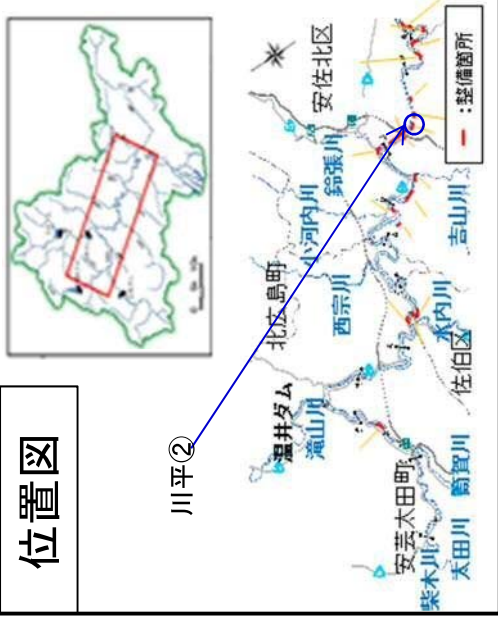 位置図
川平②
北広島町
安佐北区
温井ダム
滝山川
西宗川
小河内川
鈴張川
安芸太田町
柴木川
太田川
筒賀川
佐伯区
水内川
吉山川
：整備箇所